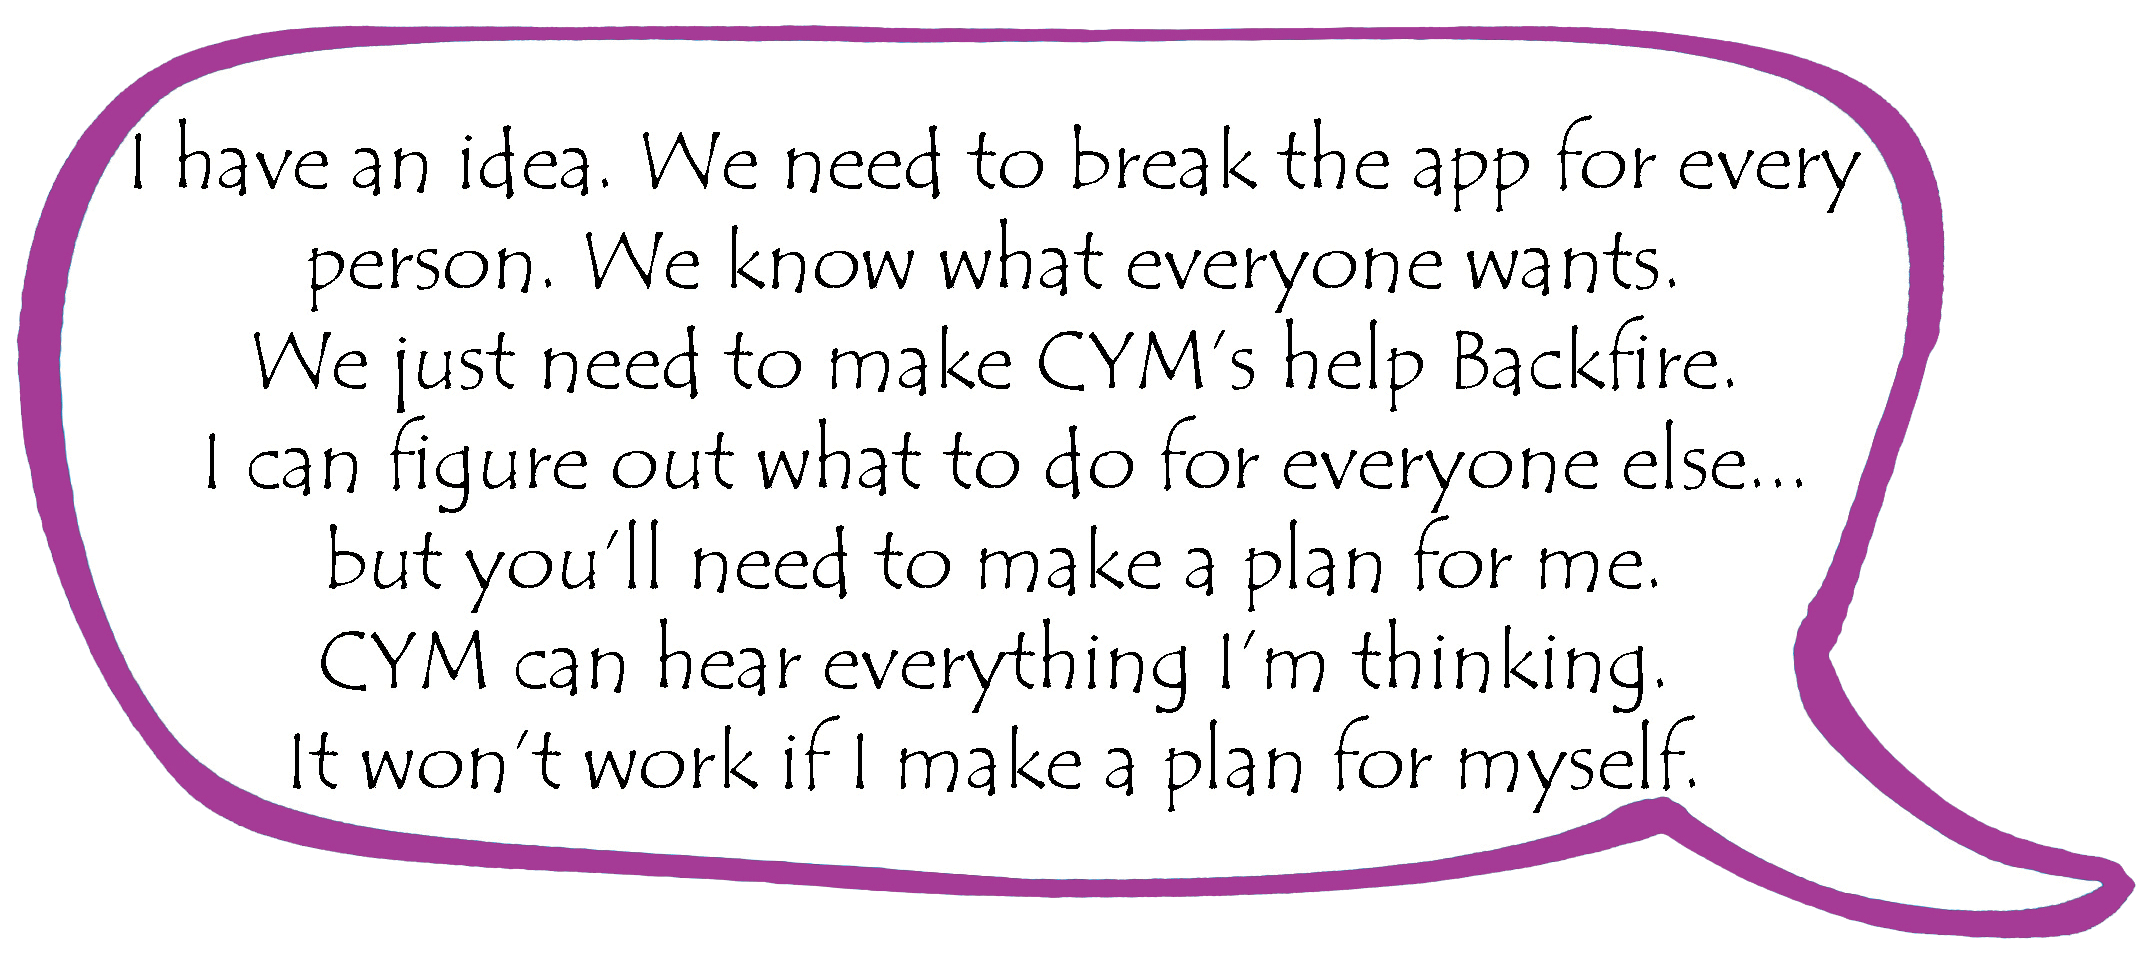 I have an idea. We need to break the app for every
person. We know what everyone wants.
We just need to make CYM's help Backfire.
I can figure out what to do for everyone else...
but you'll need to make a plan for me.
CYM can hear everything I'm thinking.
It won't work if I make a plan for myself.